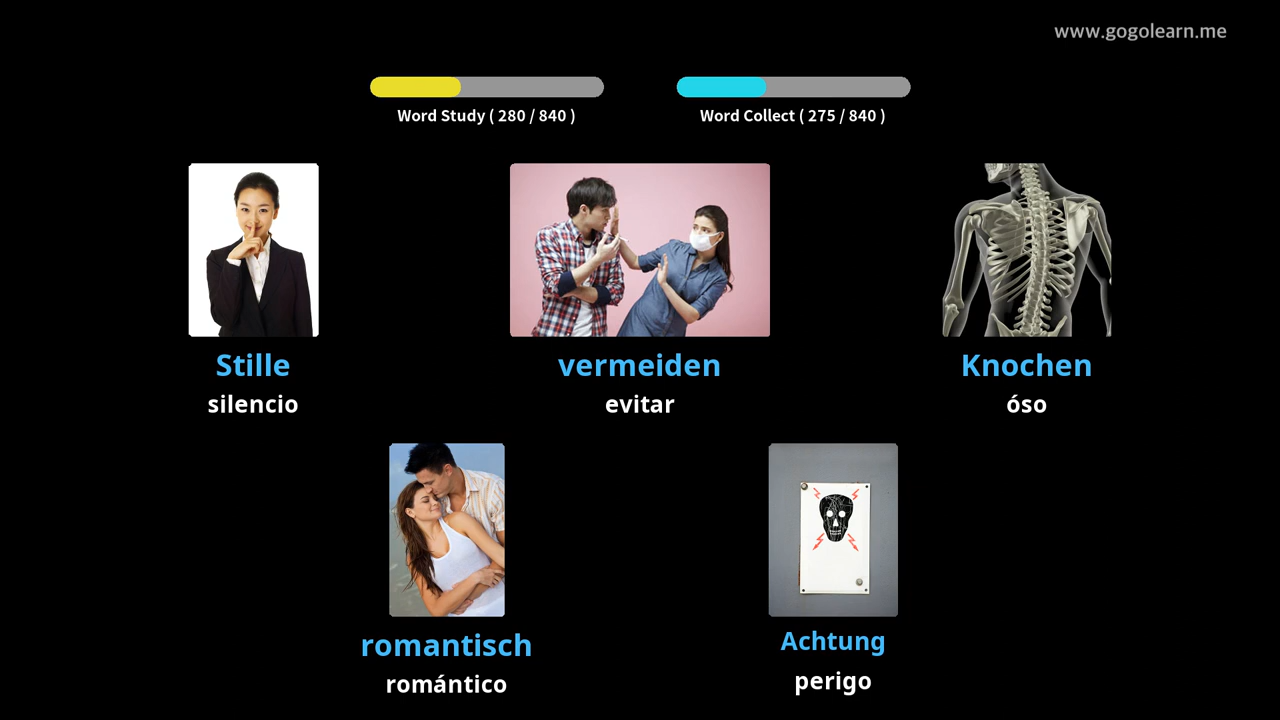 www.gogolearn.me
Word Study ( 280 / 840 )
Word Collect ( 275 / 840 )
Stille
silencio
vermeiden
evitar
Knochen
óso
romantisch
romántico
Achtung
perigo